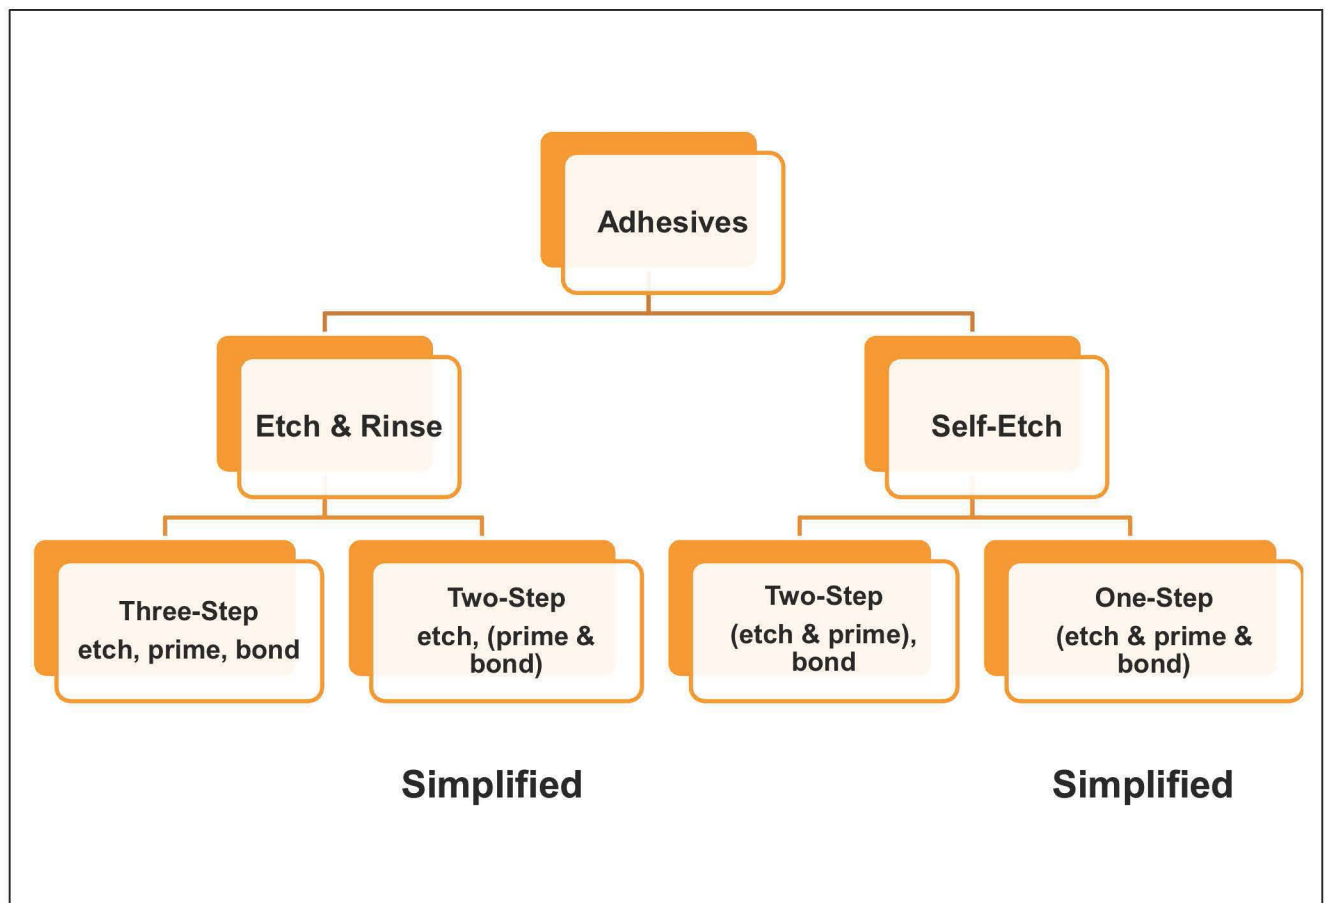 Adhesives
Etch & Rinse
Self-Etch
Three-Step
etch, prime, bond
Two-Step
etch, (prime &
bond)
Two-Step
(etch & prime),
bond
One-Step
(etch & prime &
bond)
Simplified
Simplified